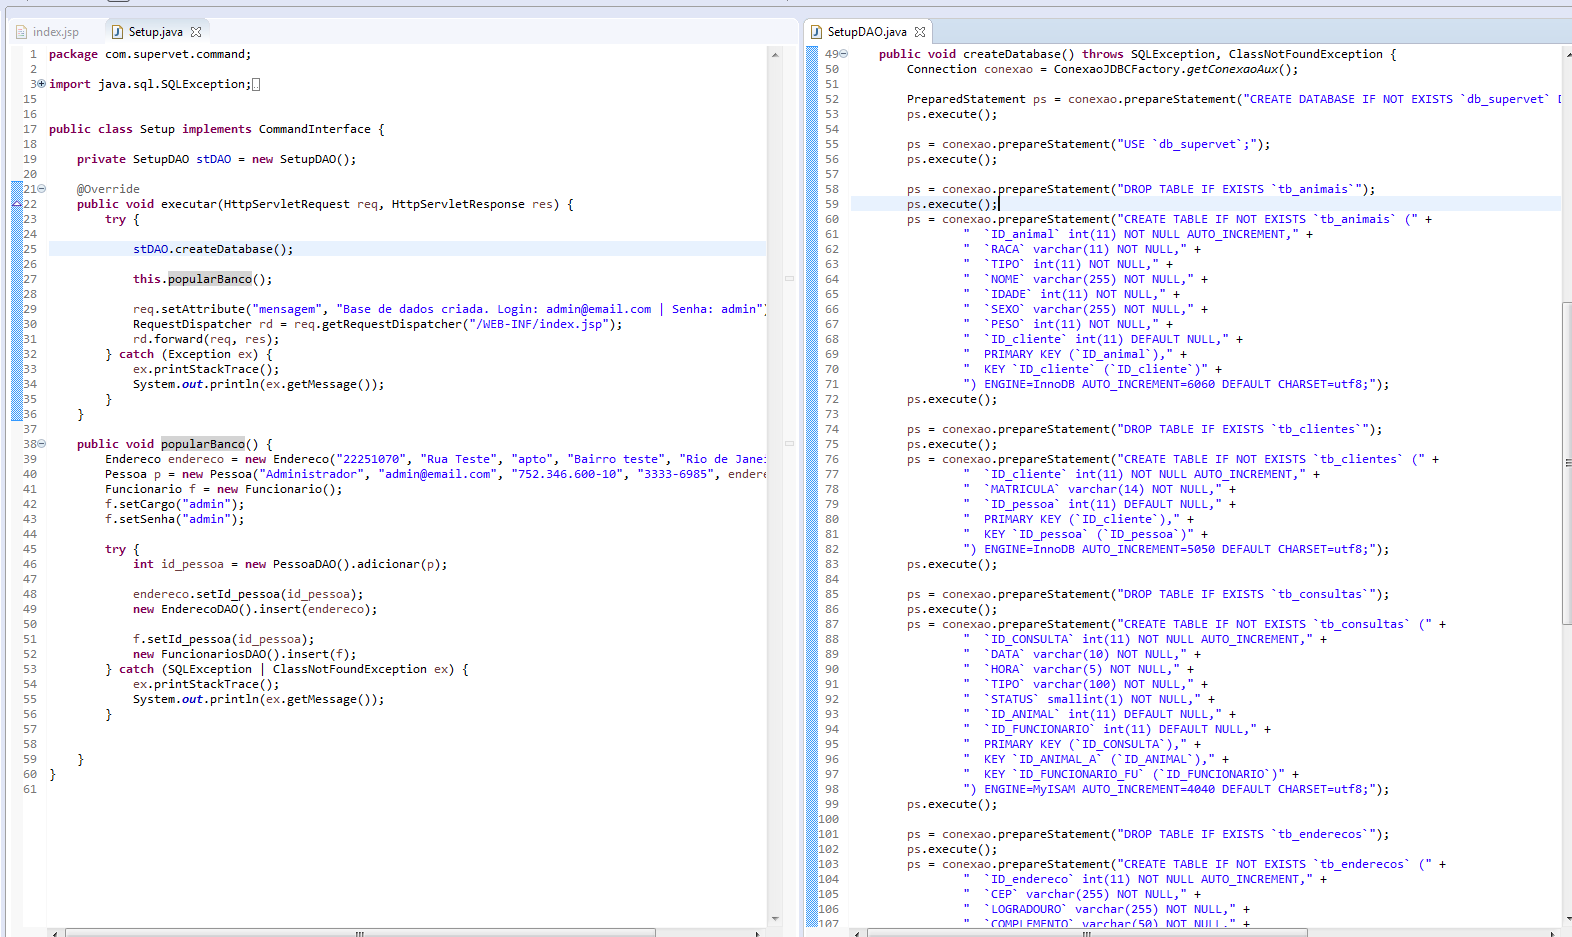 index.jsp
Setup.java
1 package com.supervet.command;
2
3 import java.sql.SQLException;
15
16
17 public class Setup implements CommandInterface {
18
19 private SetupDAO stDAO = new SetupDAO();
20
21 @Override
22 public void executar(HttpServletRequest req, HttpServletResponse res) {
23 try {
24
25 stDAO.createDatabase();
26
27 this.popularBanco();
28
29 req.setAttribute("mensagem", "Base de dados criada. Login: admin@email.com | Senha: admin")
30 RequestDispatcher rd = req.getRequestDispatcher("/WEB-INF/index.jsp");
31 rd.forward(req, res);
32 } catch (Exception ex) {
33 ex.printStackTrace();
34 System.out.println(ex.getMessage());
35 }
36 }
37
38 public void popularBanco() {
39 Endereco endereco = new Endereco("22251070", "Rua Teste", "apto", "Bairro teste", "Rio de Janei
40 Pessoa p = new Pessoa("Administrador", "admin@email.com", "752.346.600-10", "3333-6985", endere
41 Funcionario f = new Funcionario();
42 f.setCargo("admin");
43 f.setSenha("admin");
44
45 try {
46 int id_pessoa = new PessoaDAO().adicionar(p);
47
48 endereco.setId_pessoa(id_pessoa);
49 new EnderecoDAO().insert(endereco);
50
51 f.setId_pessoa(id_pessoa);
52 new FuncionariosDAO().insert(f);
53 } catch (SQLException | ClassNotFoundException ex) {
54 ex.printStackTrace();
55 System.out.println(ex.getMessage());
56 }
57
58
59 }
60 }
61
SetupDAO.java
49 public void createDatabase() throws SQLException, ClassNotFoundException {
50 Connection conexao = ConexaoJDBCFactory.getConexaoAux();
51
52 PreparedStatement ps = conexao.prepareStatement("CREATE DATABASE IF NOT EXISTS `db_supervet` D
53 ps.execute();
54
55 ps = conexao.prepareStatement("USE `db_supervet`;");
56 ps.execute();
57
58 ps = conexao.prepareStatement("DROP TABLE IF EXISTS `tb_animais`");
59 ps.execute();
60 ps = conexao.prepareStatement("CREATE TABLE IF NOT EXISTS `tb_animais` (" +
61 " `ID_animal` int(11) NOT NULL AUTO_INCREMENT," +
62 " `RACA` varchar(11) NOT NULL," +
63 " `TIPO` int(11) NOT NULL," +
64 " `NOME` varchar(255) NOT NULL," +
65 " `IDADE` int(11) NOT NULL," +
66 " `SEXO` varchar(255) NOT NULL," +
67 " `PESO` int(11) NOT NULL," +
68 " `ID_cliente` int(11) DEFAULT NULL," +
69 " PRIMARY KEY (`ID_animal`)," +
70 " KEY `ID_cliente` (`ID_cliente`)" +
71 ") ENGINE=InnoDB AUTO_INCREMENT=6060 DEFAULT CHARSET=utf8;");
72 ps.execute();
73
74 ps = conexao.prepareStatement("DROP TABLE IF EXISTS `tb_clientes`");
75 ps.execute();
76 ps = conexao.prepareStatement("CREATE TABLE IF NOT EXISTS `tb_clientes` (" +
77 " `ID_cliente` int(11) NOT NULL AUTO_INCREMENT," +
78 " `MATRICULA` varchar(14) NOT NULL," +
79 " `ID_pessoa` int(11) DEFAULT NULL," +
80 " PRIMARY KEY (`ID_cliente`)," +
81 " KEY `ID_pessoa` (`ID_pessoa`)" +
82 ") ENGINE=InnoDB AUTO_INCREMENT=5050 DEFAULT CHARSET=utf8;");
83 ps.execute();
84
85 ps = conexao.prepareStatement("DROP TABLE IF EXISTS `tb_consultas`");
86 ps.execute();
87 ps = conexao.prepareStatement("CREATE TABLE IF NOT EXISTS `tb_consultas` (" +
88 " `ID_CONSULTA` int(11) NOT NULL AUTO_INCREMENT," +
89 " `DATA` varchar(10) NOT NULL," +
90 " `HORA` varchar(5) NOT NULL," +
91 " `TIPO` varchar(100) NOT NULL," +
92 " `STATUS` smallint(1) NOT NULL," +
93 " `ID_ANIMAL` int(11) DEFAULT NULL," +
94 " `ID_FUNCIONARIO` int(11) DEFAULT NULL," +
95 " PRIMARY KEY (`ID_CONSULTA`)," +
96 " KEY `ID_ANIMAL_A` (`ID_ANIMAL`)," +
97 " KEY `ID_FUNCIONARIO_FU` (`ID_FUNCIONARIO`)" +
98 ") ENGINE=MyISAM AUTO_INCREMENT=4040 DEFAULT CHARSET=utf8;");
99 ps.execute();
100
101 ps = conexao.prepareStatement("DROP TABLE IF EXISTS `tb_enderecos`");
102 ps.execute();
103 ps = conexao.prepareStatement("CREATE TABLE IF NOT EXISTS `tb_enderecos` (" +
104 " `ID_endereco` int(11) NOT NULL AUTO_INCREMENT," +
105 " `CEP` varchar(255) NOT NULL," +
106 " `LOGRADOURO` varchar(255) NOT NULL," +
107 " `COMPLEMENTO` varchar(50) NOT NULL," +